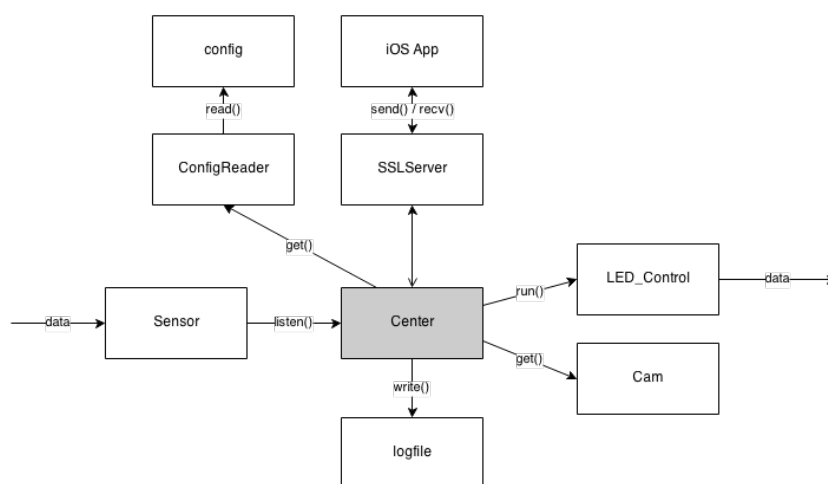 config
iOS App
read()
send() / recv()
ConfigReader
SSLServer
get()
LED_Control
data
run()
data
Sensor
listen()
Center
get()
Cam
write()
logfile